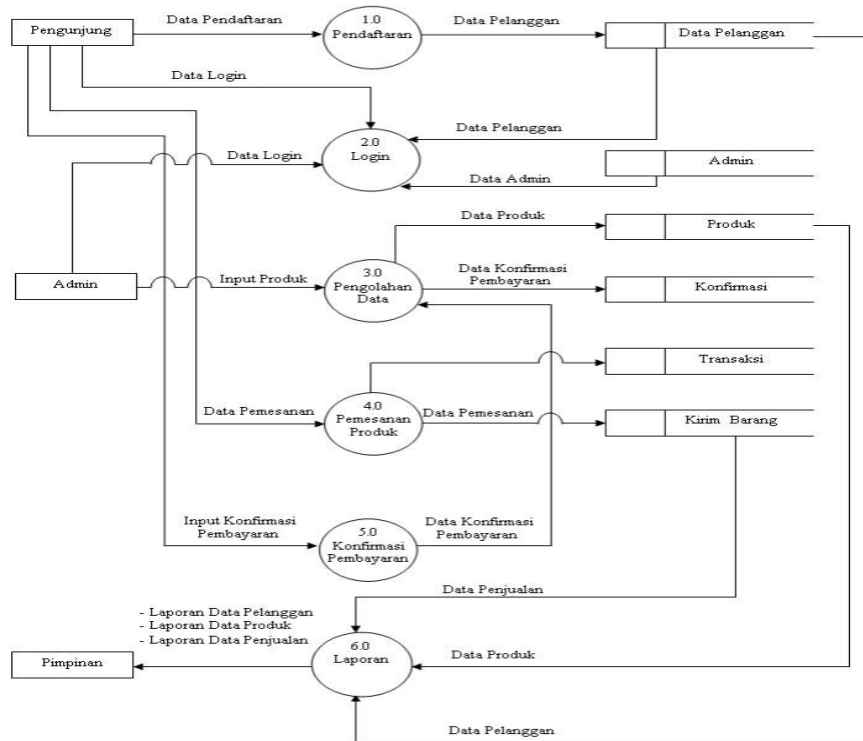 Pengunjung
Data Pendaftaran
1.0
Pendaftaran
Data Pelanggan
Data Pelanggan
Data Login
Data Pelanggan
2.0
Login
Data Login
Admin
Data Admin
Data Produk
Produk
Admin
Input Produk
3.0
Pengolahan
Data
Data Konfirmasi
Pembayaran
Konfirmasi
Transaksi
Data Pemesanan
4.0
Pemesanan
Produk
Data Pemesanan
Kirim Barang
Input Konfirmasi
Pembayaran
5.0
Konfirmasi
Pembayaran
Data Konfirmasi
Pembayaran
Data Penjualan
- Laporan Data Pelanggan
- Laporan Data Produk
- Laporan Data Penjualan
Pimpinan
6.0
Laporan
Data Produk
Data Pelanggan